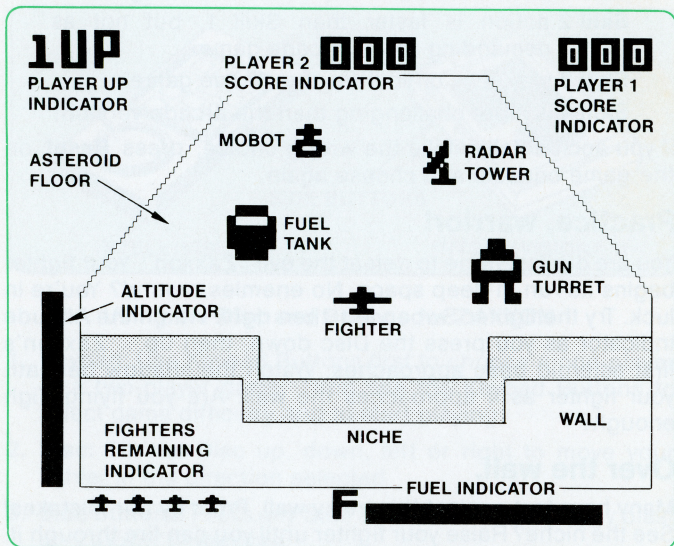 1UP
PLAYER UP
INDICATOR
PLAYER 2
SCORE INDICATOR
000
000
PLAYER 1
SCORE
INDICATOR
MOBOT
ASTEROID
FLOOR
RADAR
TOWER
FUEL
TANK
GUN
TURRET
ALTITUDE
INDICATOR
FIGHTER
WALL
NICHE
FIGHTERS
REMAINING
INDICATOR
F
FUEL INDICATOR